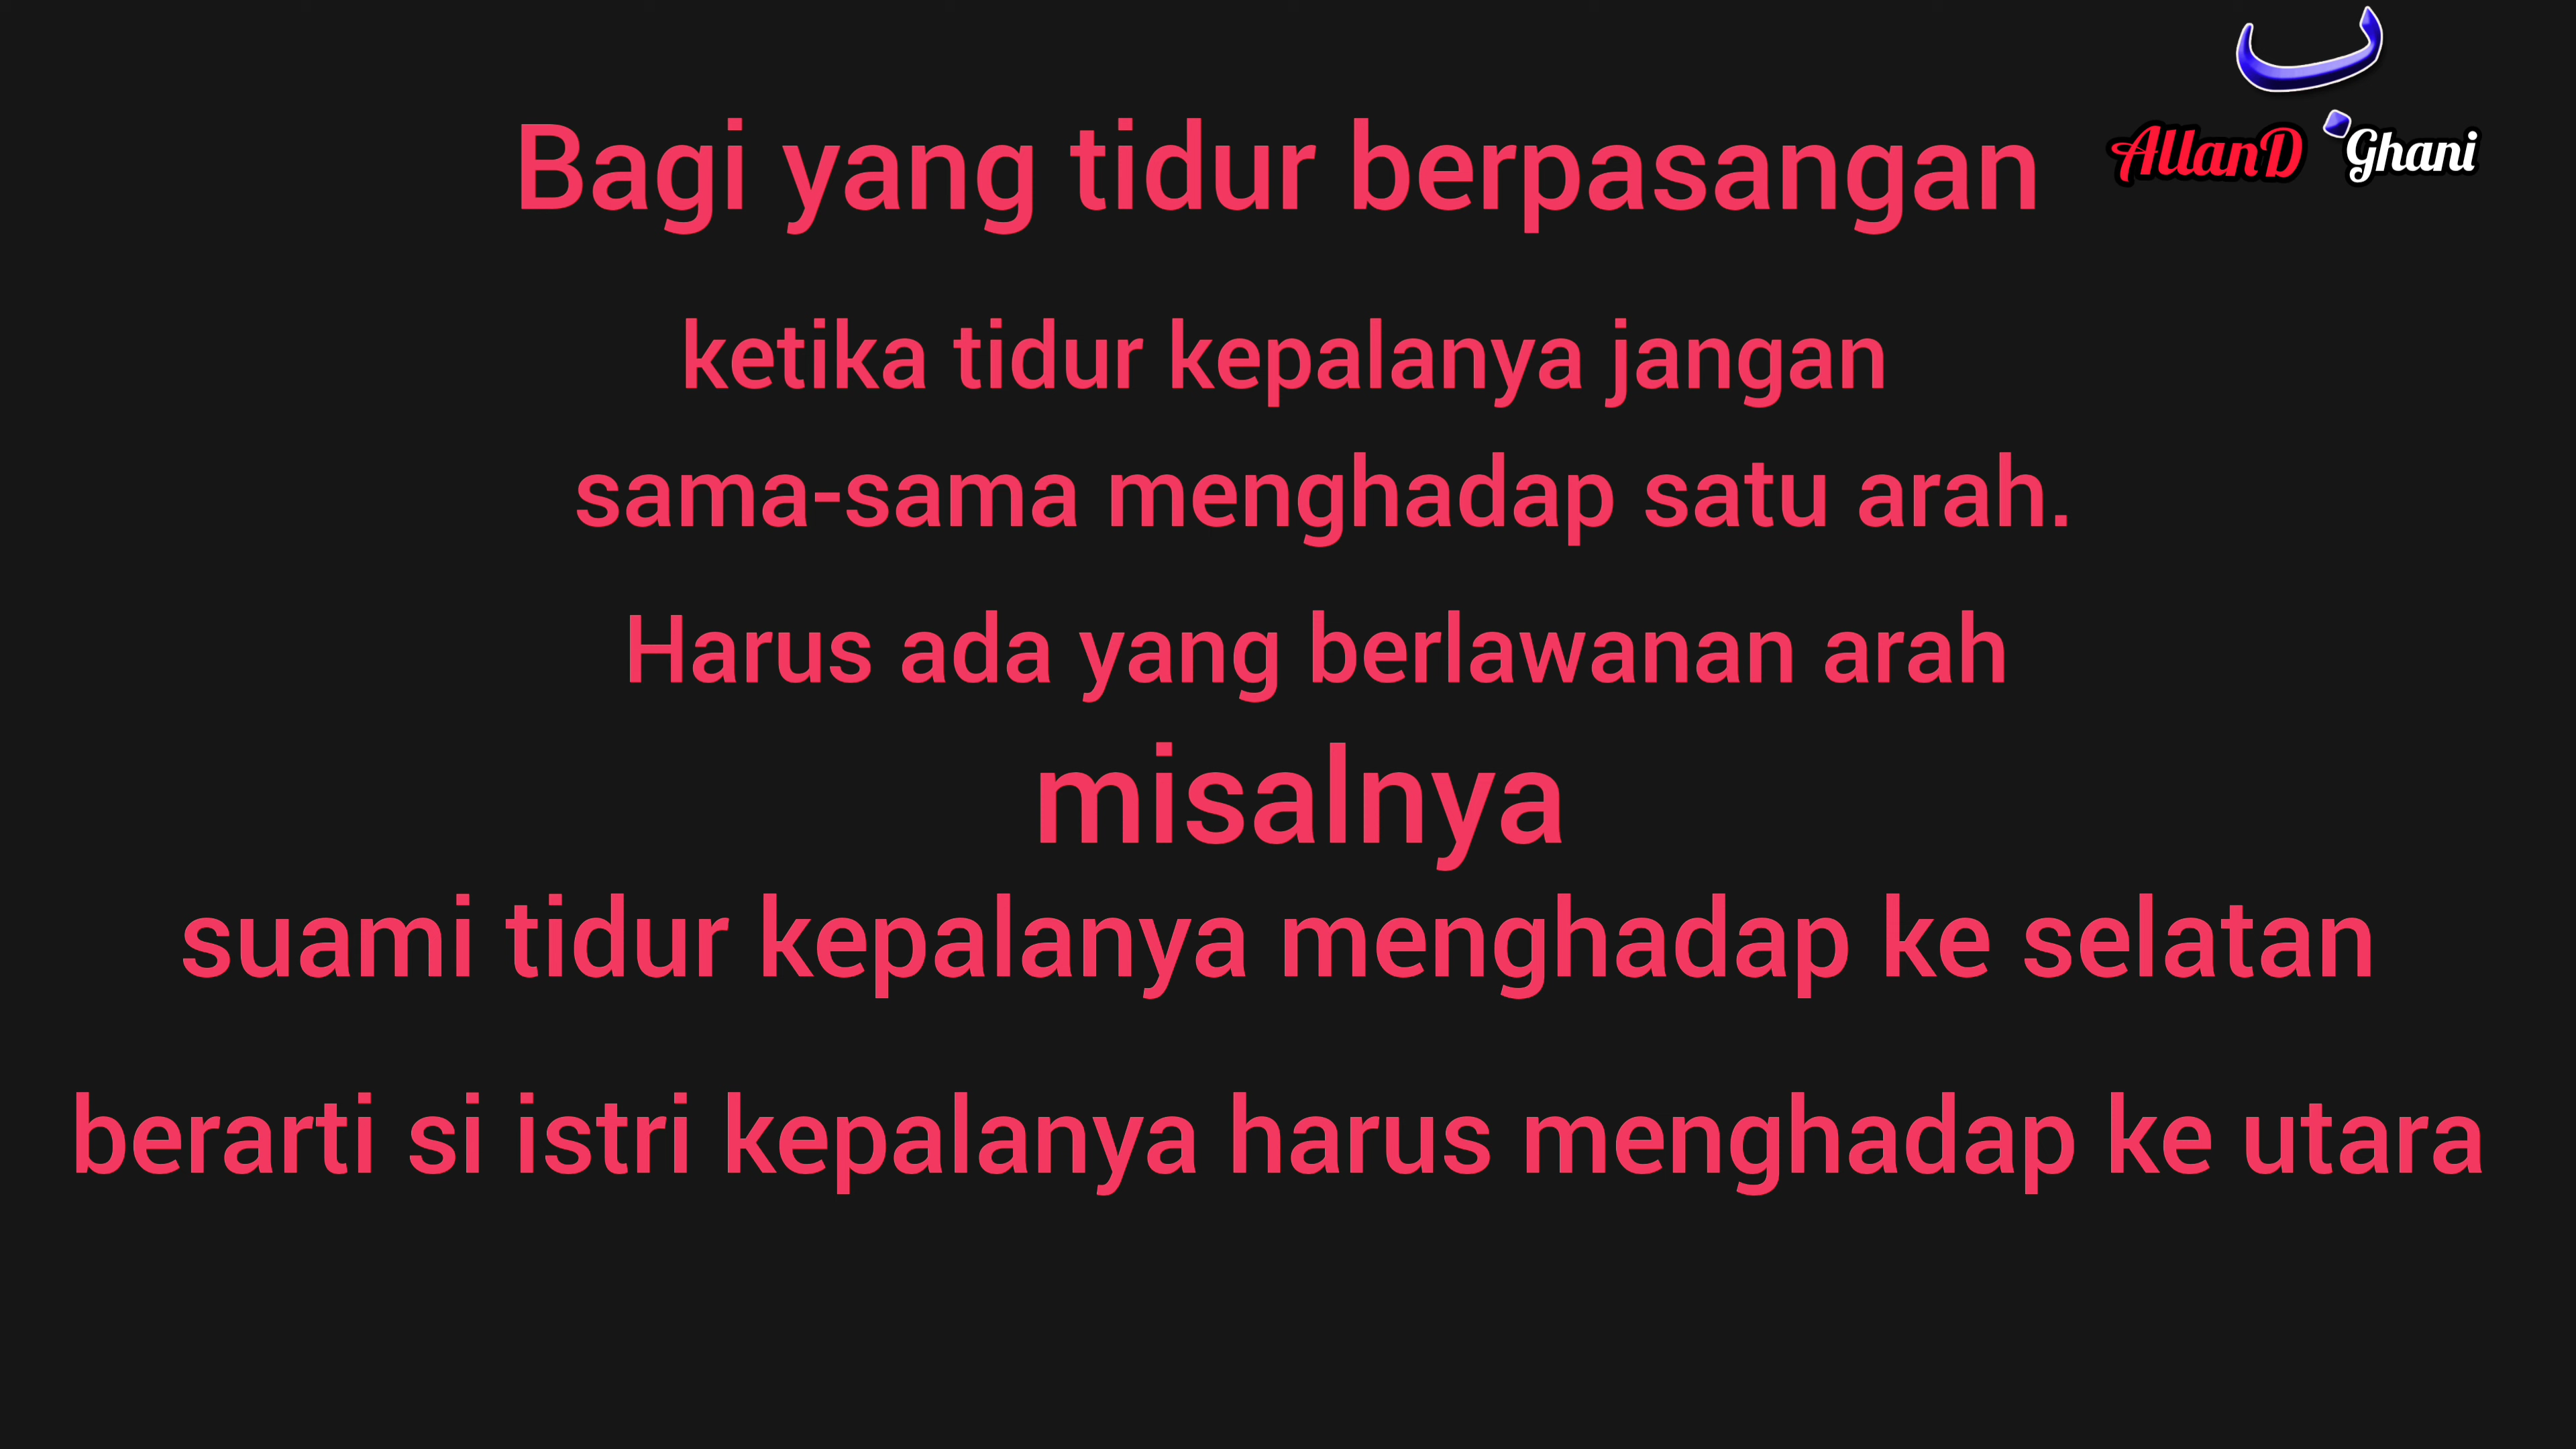 ب
AllanD Ghani
Bagi yang tidur berpasangan
ketika tidur kepalanya jangan
sama-sama menghadap satu arah.
Harus ada yang berlawanan arah
misalnya
suami tidur kepalanya menghadap ke selatan
berarti si istri kepalanya harus menghadap ke utara